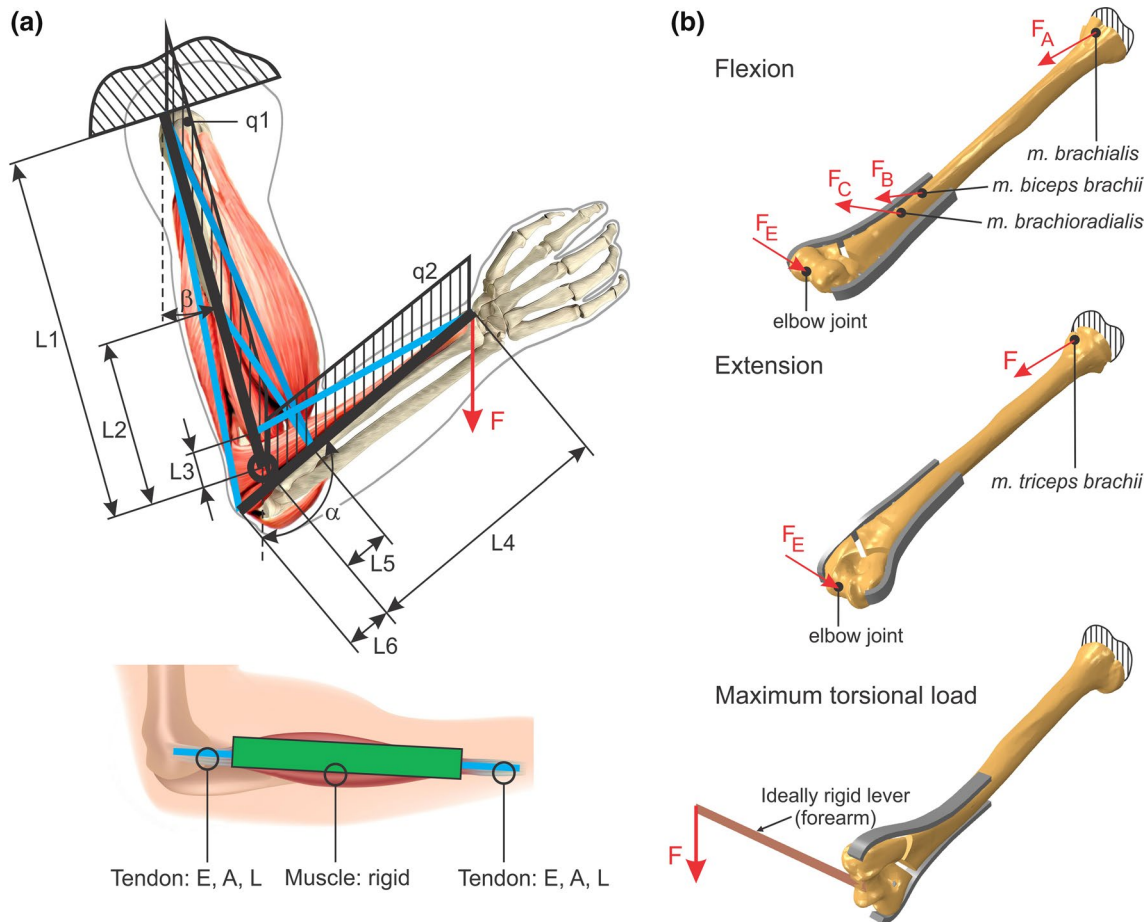 (a)
q1
β
L1
L2
L3
q2
F
α
L5
L4
L6
Tendon: E, A, L
Muscle: rigid
Tendon: E, A, L
(b)
Flexion
FA
m. brachialis
FB
m. biceps brachii
FC
m. brachioradialis
FE
elbow joint
Extension
F
m. triceps brachii
FE
elbow joint
Maximum torsional load
Ideally rigid lever
(forearm)
F